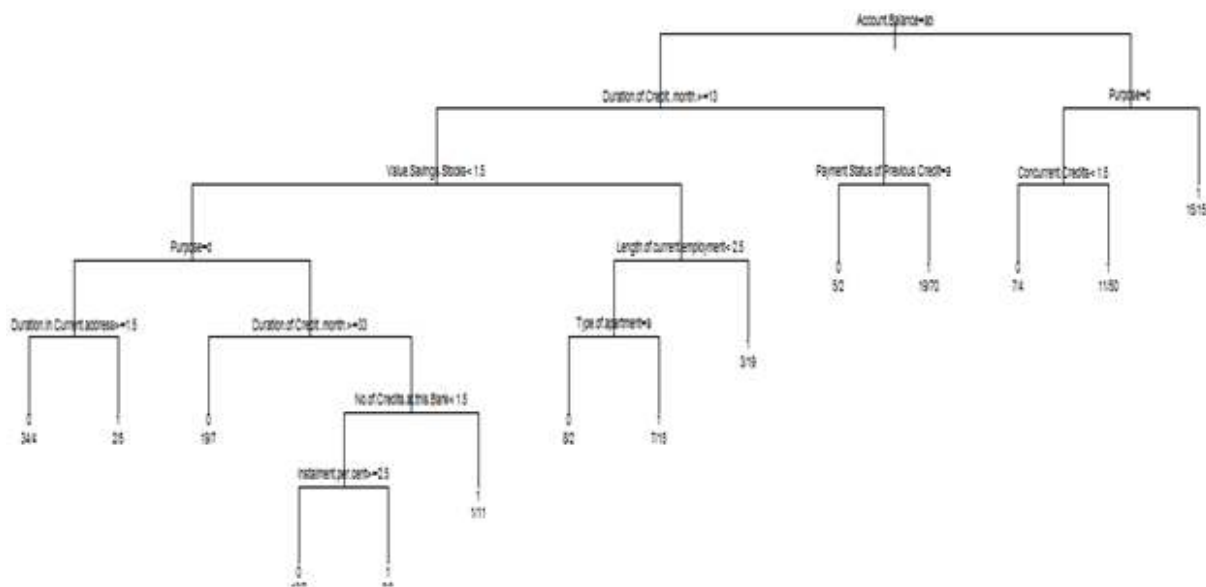 Account.Balance=ab
Duration.of.Credit..month.>=13
Purpose=d
Value.Savings.Stocks< 1.5
Payment.Status.of.Previous.Credit=a
Concurrent.Credits< 1.5
1
Purpose=d
Length.of.current.employment< 2.5
0
1
0
1
5/2
19/70
7/4
11/50
Duration.in.Current.address>=1.5
Duration.of.Credit..month.>=33
Type.of.apartment=a
1
3/19
No.of.Credits.at.this.Bank< 1.5
0
1
0
0
1
34/4
2/5
19/7
8/2
7/15
Instalment.per.cent>=2.5
1
1/11
0
1